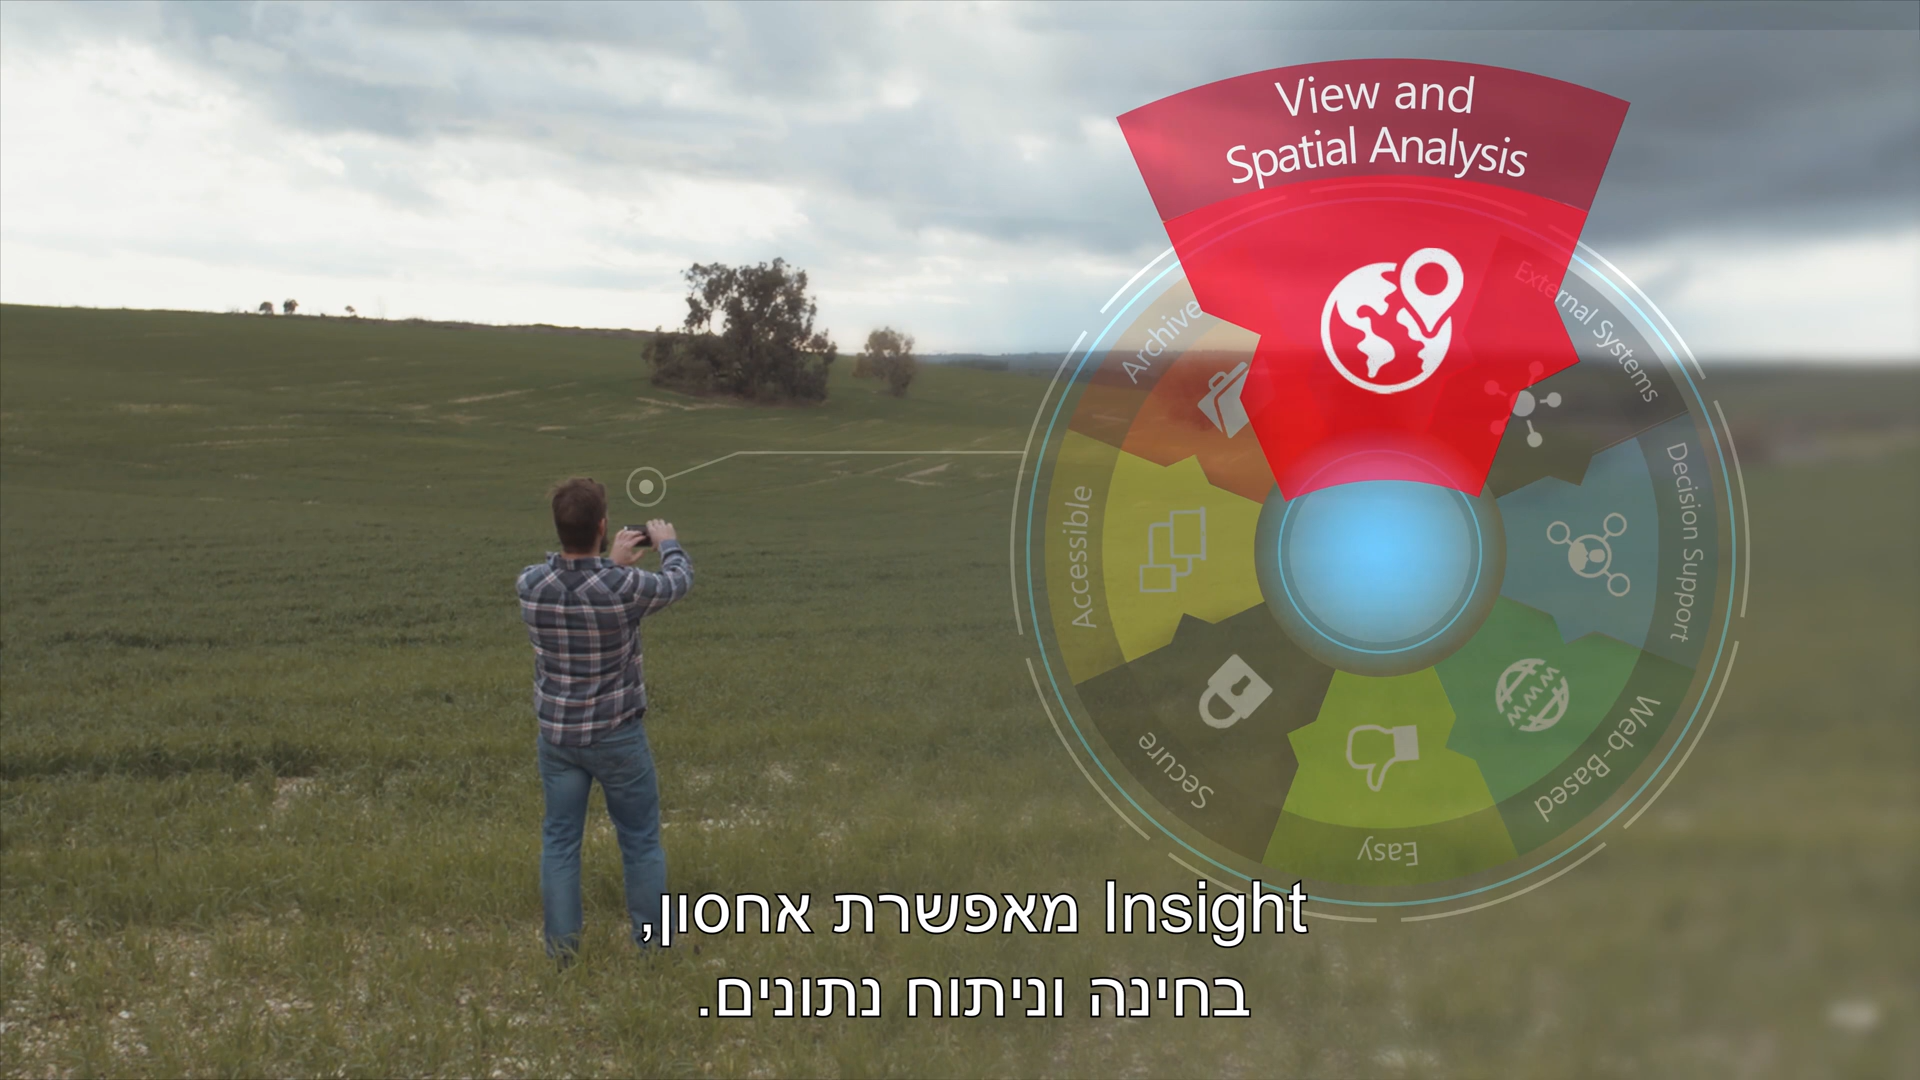 View and
Spatial Analysis
External Systems
Decision Support
Web-Based
Easy
Secure
Accessible
Archive
Insight מאפשרת אחסון,
בחינה וניתוח נתונים.